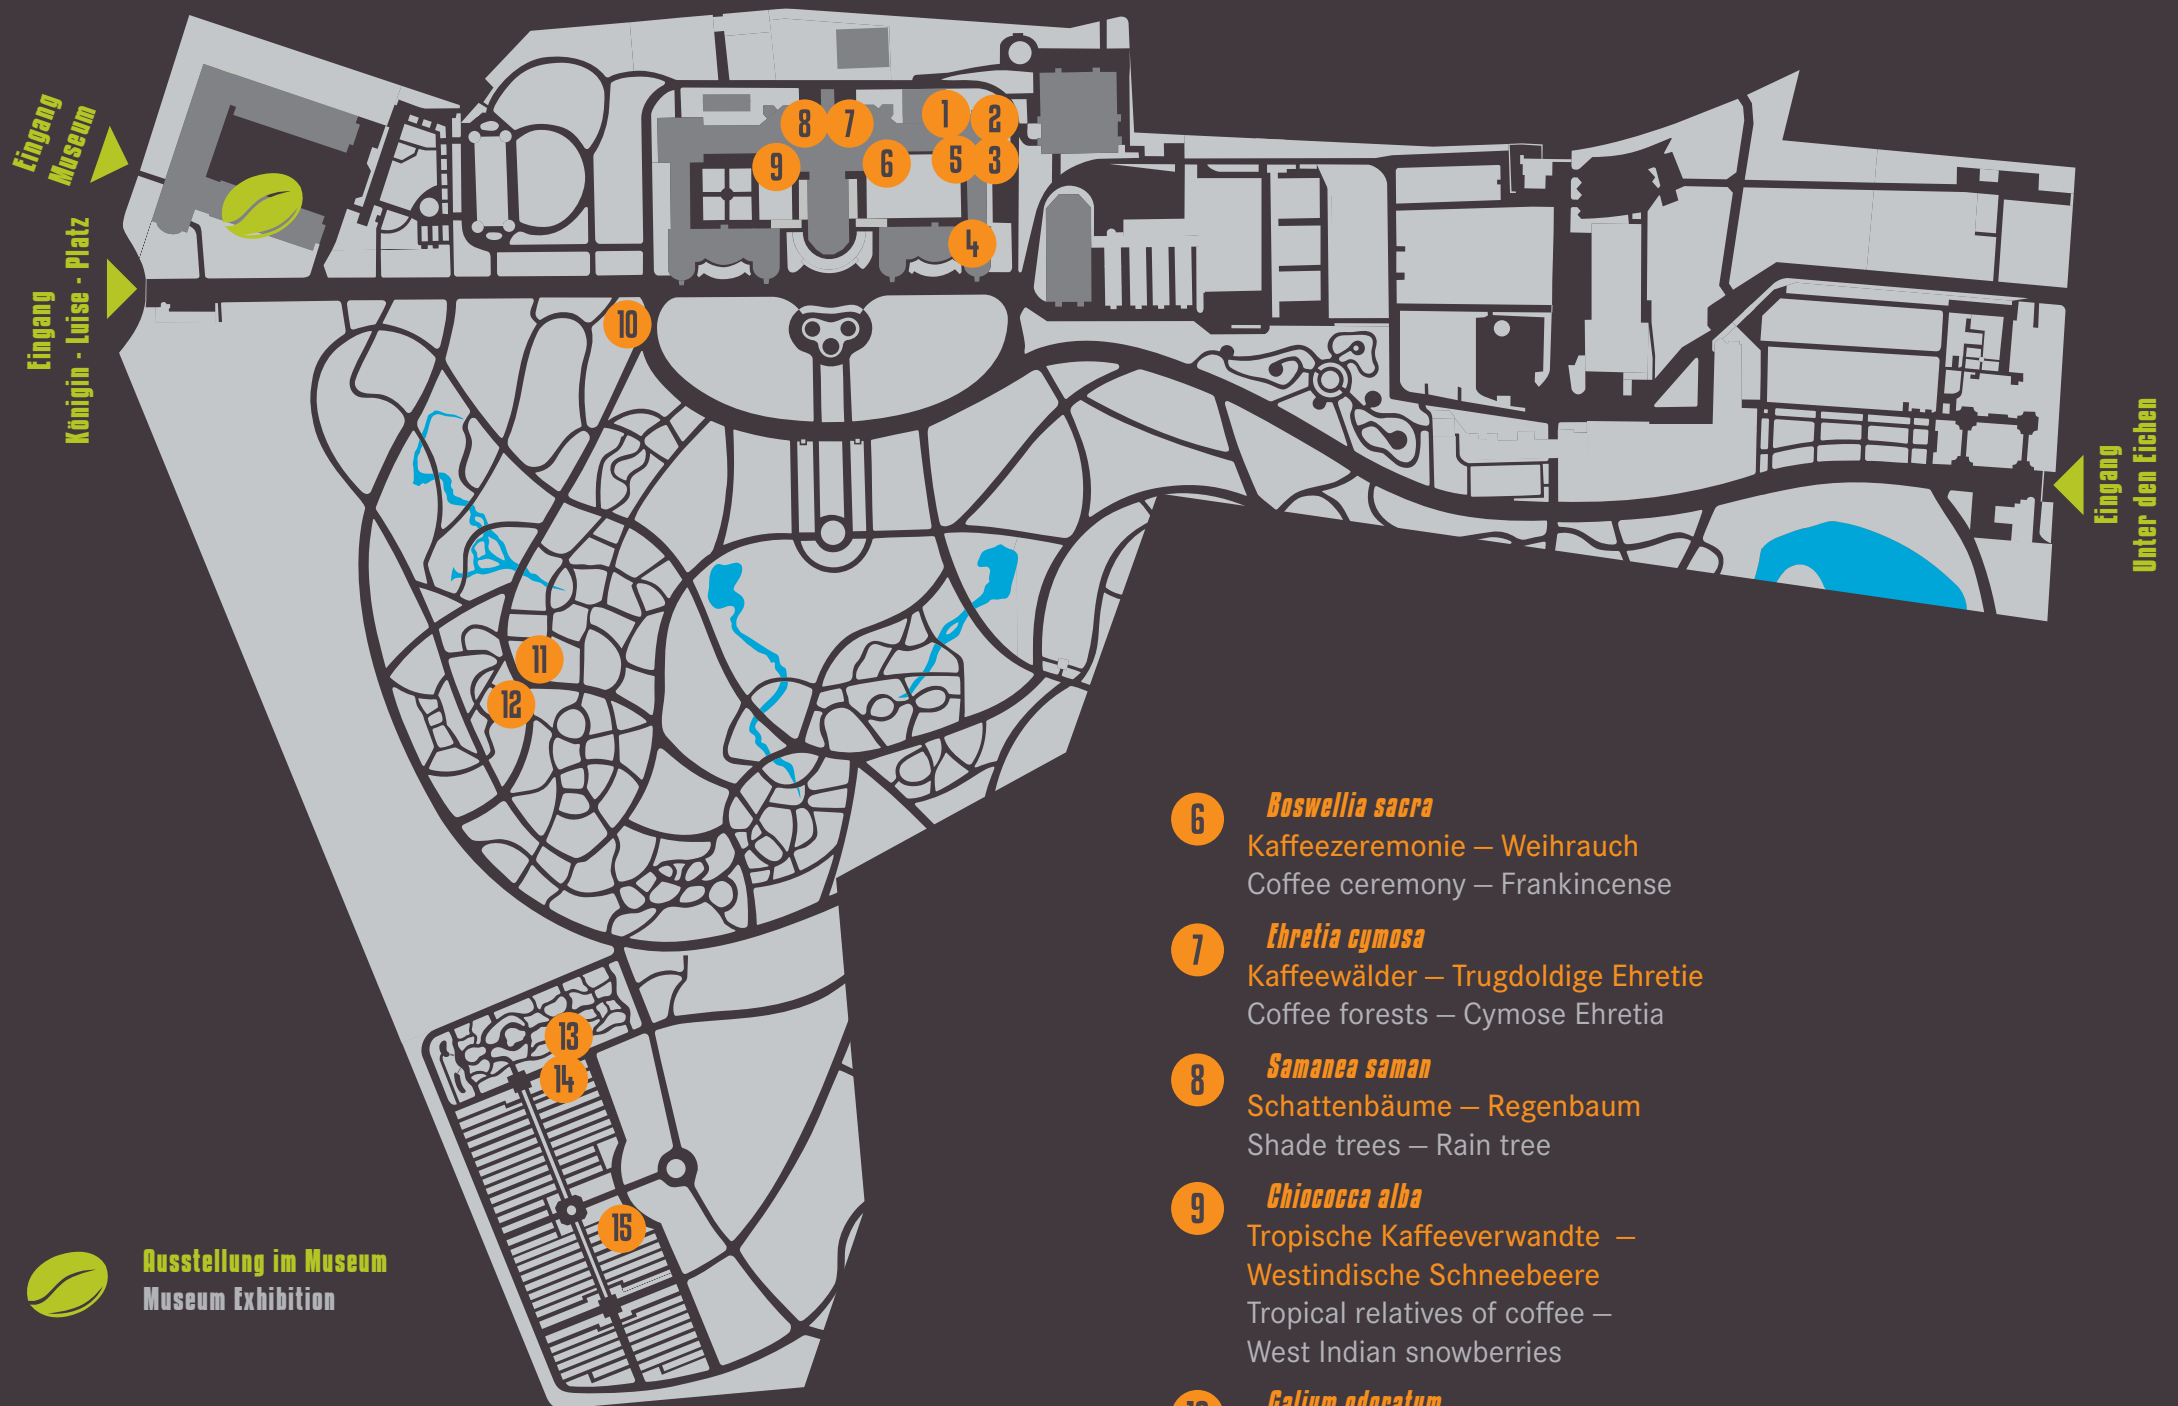 Eingang
Museum
Eingang
Königin - Luise - Platz
8
7
1
2
9
6
5
3
4
10
11
12
13
14
15
Eingang
Unter den Eichen
6
Boswellia sacra
Kaffeezeremonie — Weihrauch
Coffee ceremony — Frankincense
7
Ehretia cymosa
Kaffeewälder — Trugdoldige Ehretie
Coffee forests — Cymose Ehretia
8
Samanea saman
Schattenbäume — Regenbaum
Shade trees — Rain tree
9
Chiococca alba
Tropische Kaffeeverwandte —
Westindische Schneebeere
Tropical relatives of coffee —
West Indian snowberries
10
Galium odoratum
Ausstellung im Museum
Museum Exhibition